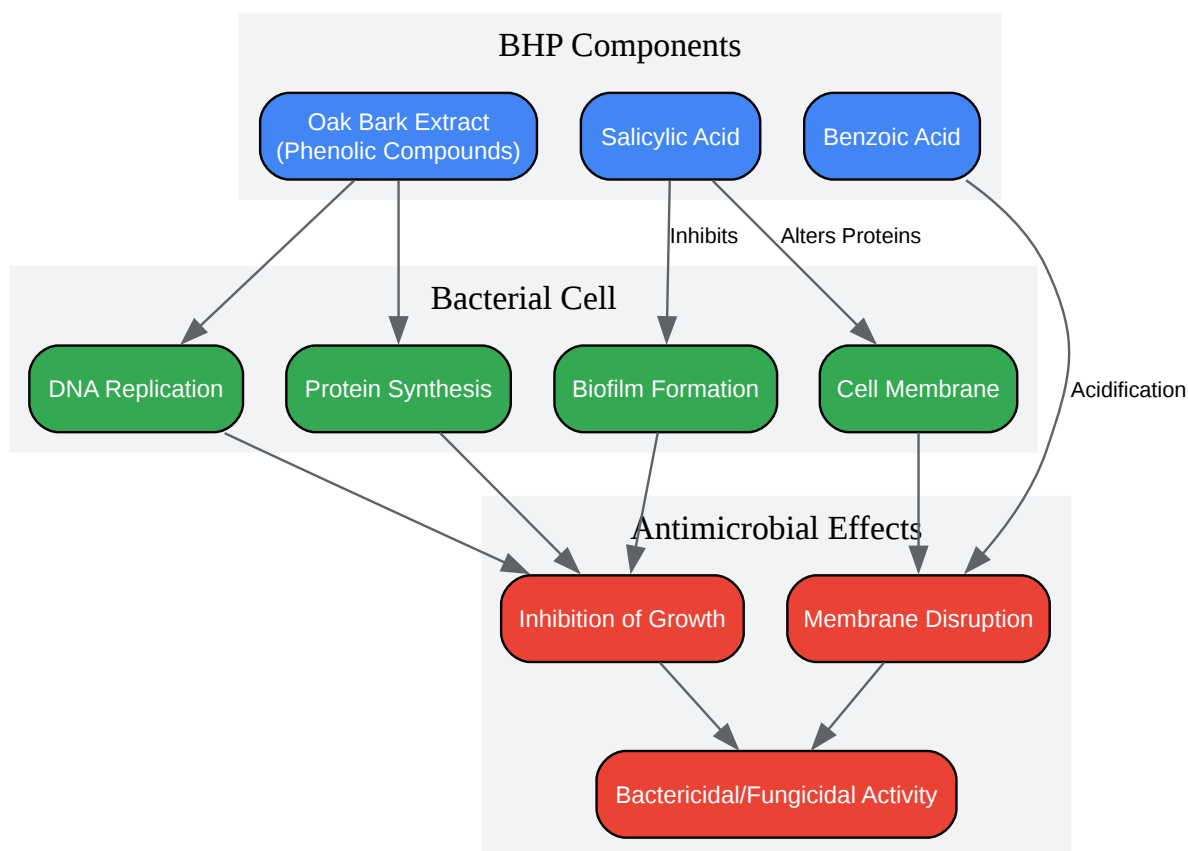 BHP Components
Oak Bark Extract
(Phenolic Compounds)
Salicylic Acid
Benzoic Acid
Inhibits
Alters Proteins
Bacterial Cell
DNA Replication
Protein Synthesis
Biofilm Formation
Cell Membrane
Acidification
Antimicrobial Effects
Inhibition of Growth
Membrane Disruption
Bactericidal/Fungicidal Activity